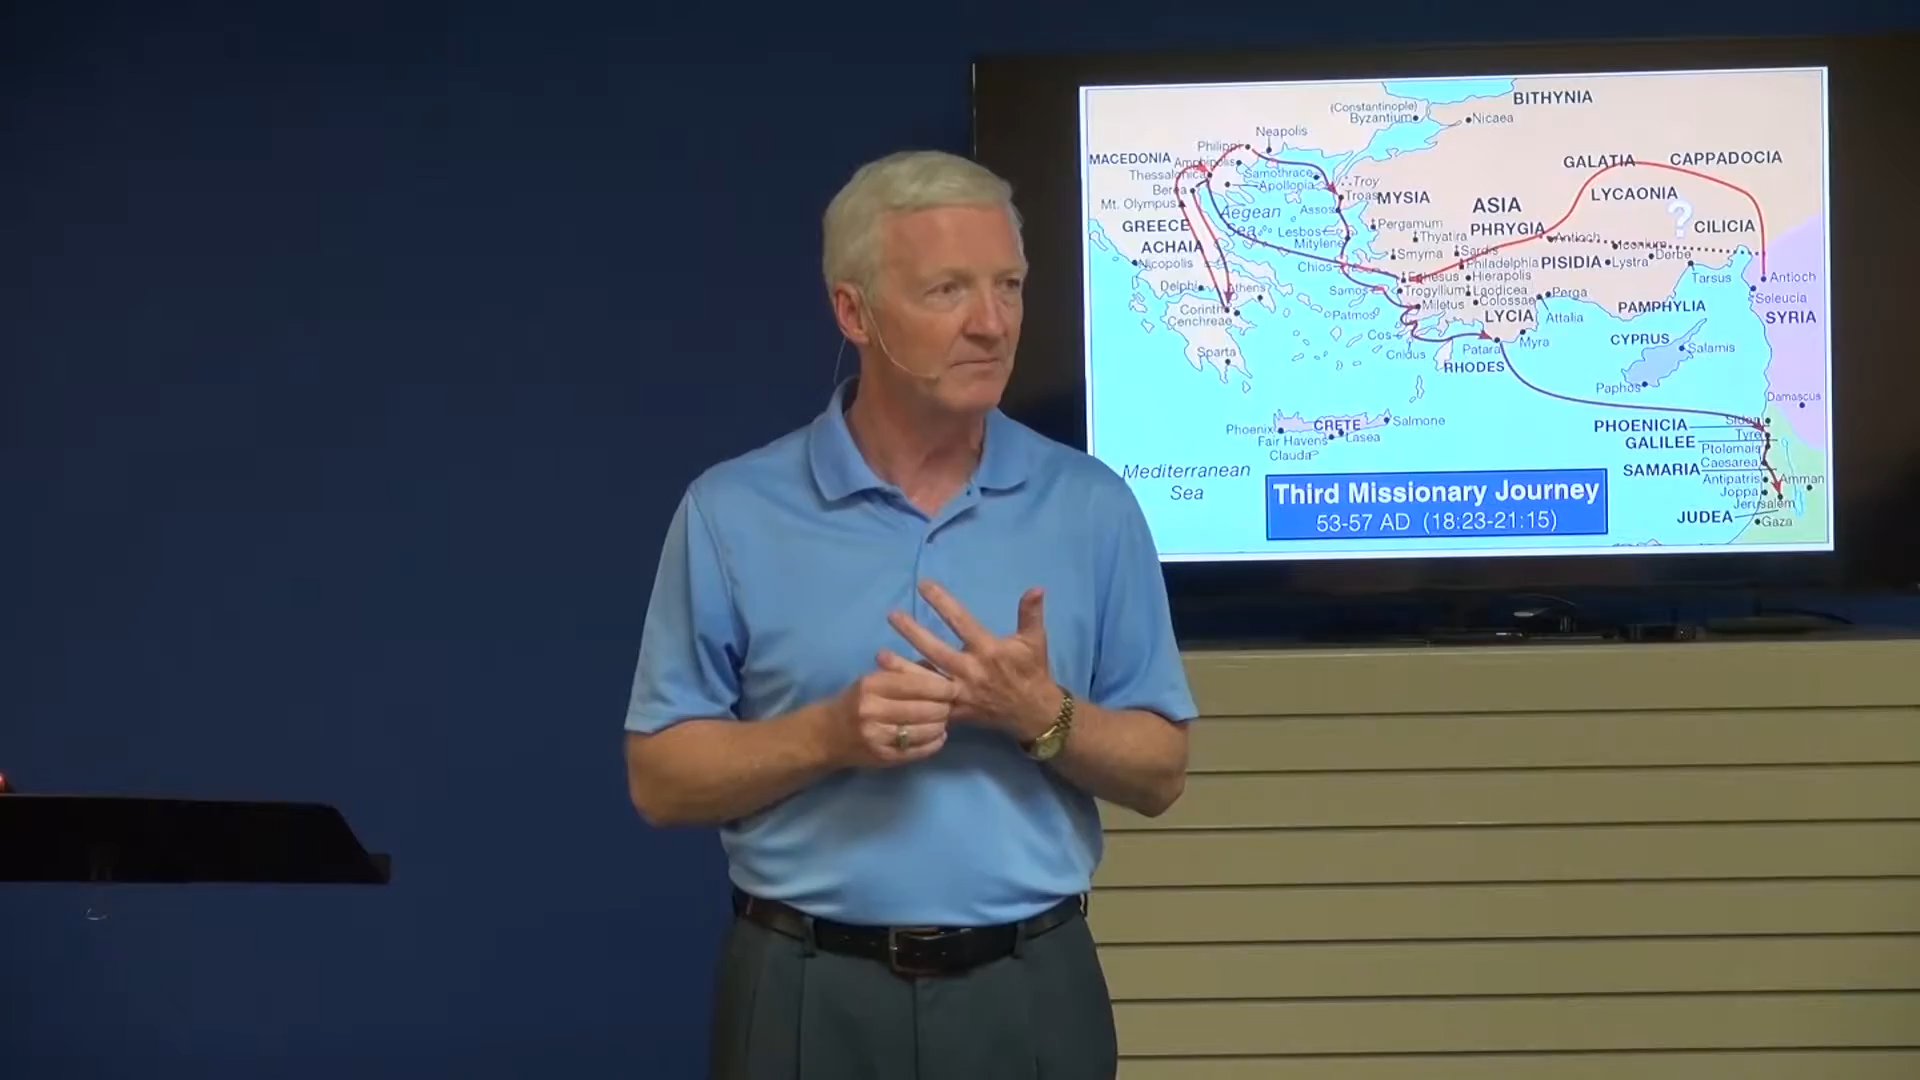 BITHYNIA
(Constantinople)
Byzantium
Nicaea
Neapolis
Philippi
MACEDONIA
Amphipolis
GALATIA
CAPPADOCIA
Thessalonica
Samothrace
Troy
Apollonia
Berea
Troas
MYSIA
LYCAONIA
Mt. Olympus
Aegean
Sea
Assos
ASIA
?
GREECE
Pergamum
PHRYGIA
CILICIA
Lesbos
Thyatira
Antioch
ACHAIA
Mitylene
Iconium
Sardis
Smyrna
Derbe
Nicopolis
Chios
Philadelphia
PISIDIA
Lystra
Ephesus
Hierapolis
Tarsus
Antioch
Delphi
Athens
Samos
Trogyllium
Laodicea
Perga
Seleucia
Corinth
Miletus
Colossae
PAMPHYLIA
Cenchreae
Patmos
LYCIA
Attalia
SYRIA
Cos
CYPRUS
Sparta
Cnidus
Patara
Myra
Salamis
RHODES
Paphos
Damascus
Phoenix
CRETE
Salmone
PHOENICIA
Sidon
Fair Havens
Lasea
Tyre
Clauda
GALILEE
Ptolemais
Mediterranean
Sea
SAMARIA
Caesarea
Antipatris
Amman
Joppa
Jerusalem
JUDEA
Gaza
Third Missionary Journey
53-57 AD (18:23-21:15)